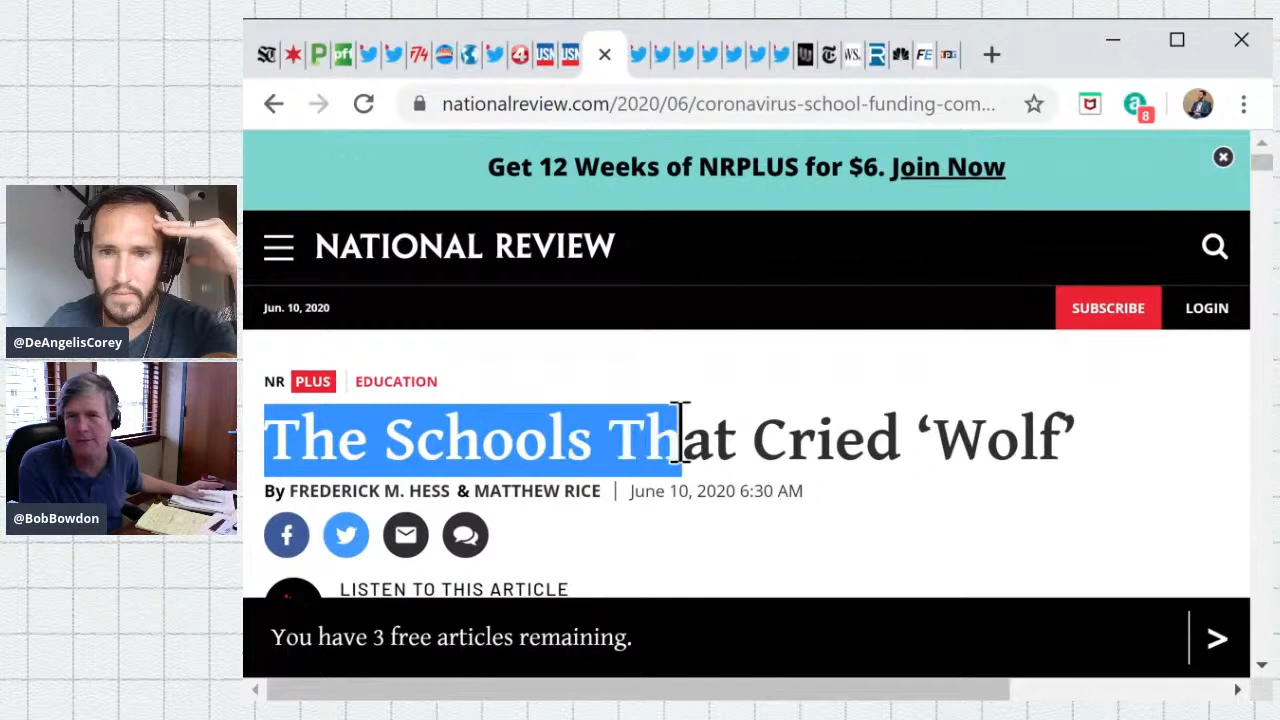 nationalreview.com/2020/06/coronavirus-school-funding-com...
8
Get 12 Weeks of NRPLUS for $6. Join Now
NATIONAL REVIEW
Jun. 10, 2020
SUBSCRIBE
LOGIN
NR PLUS EDUCATION
The Schools That Cried ‘Wolf’
By FREDERICK M. HESS & MATTHEW RICE | June 10, 2020 6:30 AM
LISTEN TO THIS ARTICLE
You have 3 free articles remaining.
@DeAngelisCorey
@BobBowdon